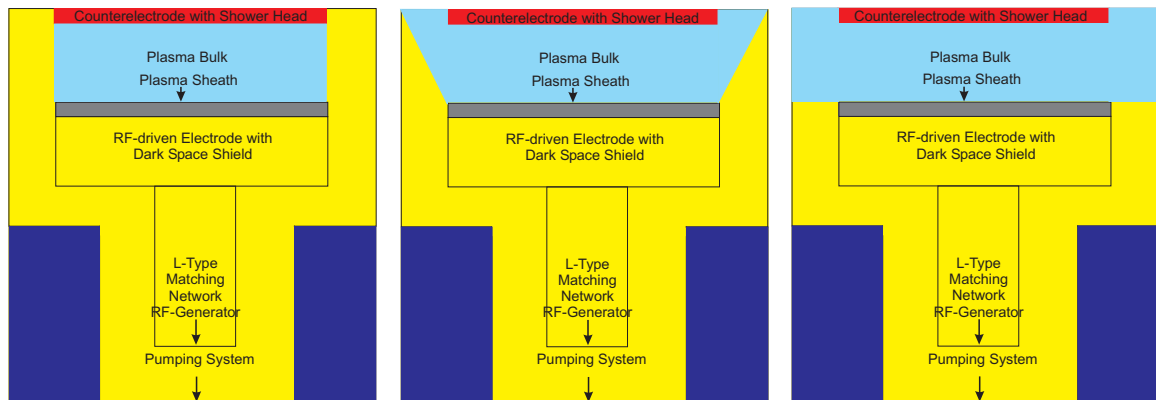 Counterelectrode with Shower Head
Plasma Bulk
Plasma Sheath
RF-driven Electrode with
Dark Space Shield
L-Type
Matching
Network
RF-Generator
Pumping System
Counterelectrode with Shower Head
Plasma Bulk
Plasma Sheath
RF-driven Electrode with
Dark Space Shield
L-Type
Matching
Network
RF-Generator
Pumping System
Counterelectrode with Shower Head
Plasma Bulk
Plasma Sheath
RF-driven Electrode with
Dark Space Shield
L-Type
Matching
Network
RF-Generator
Pumping System